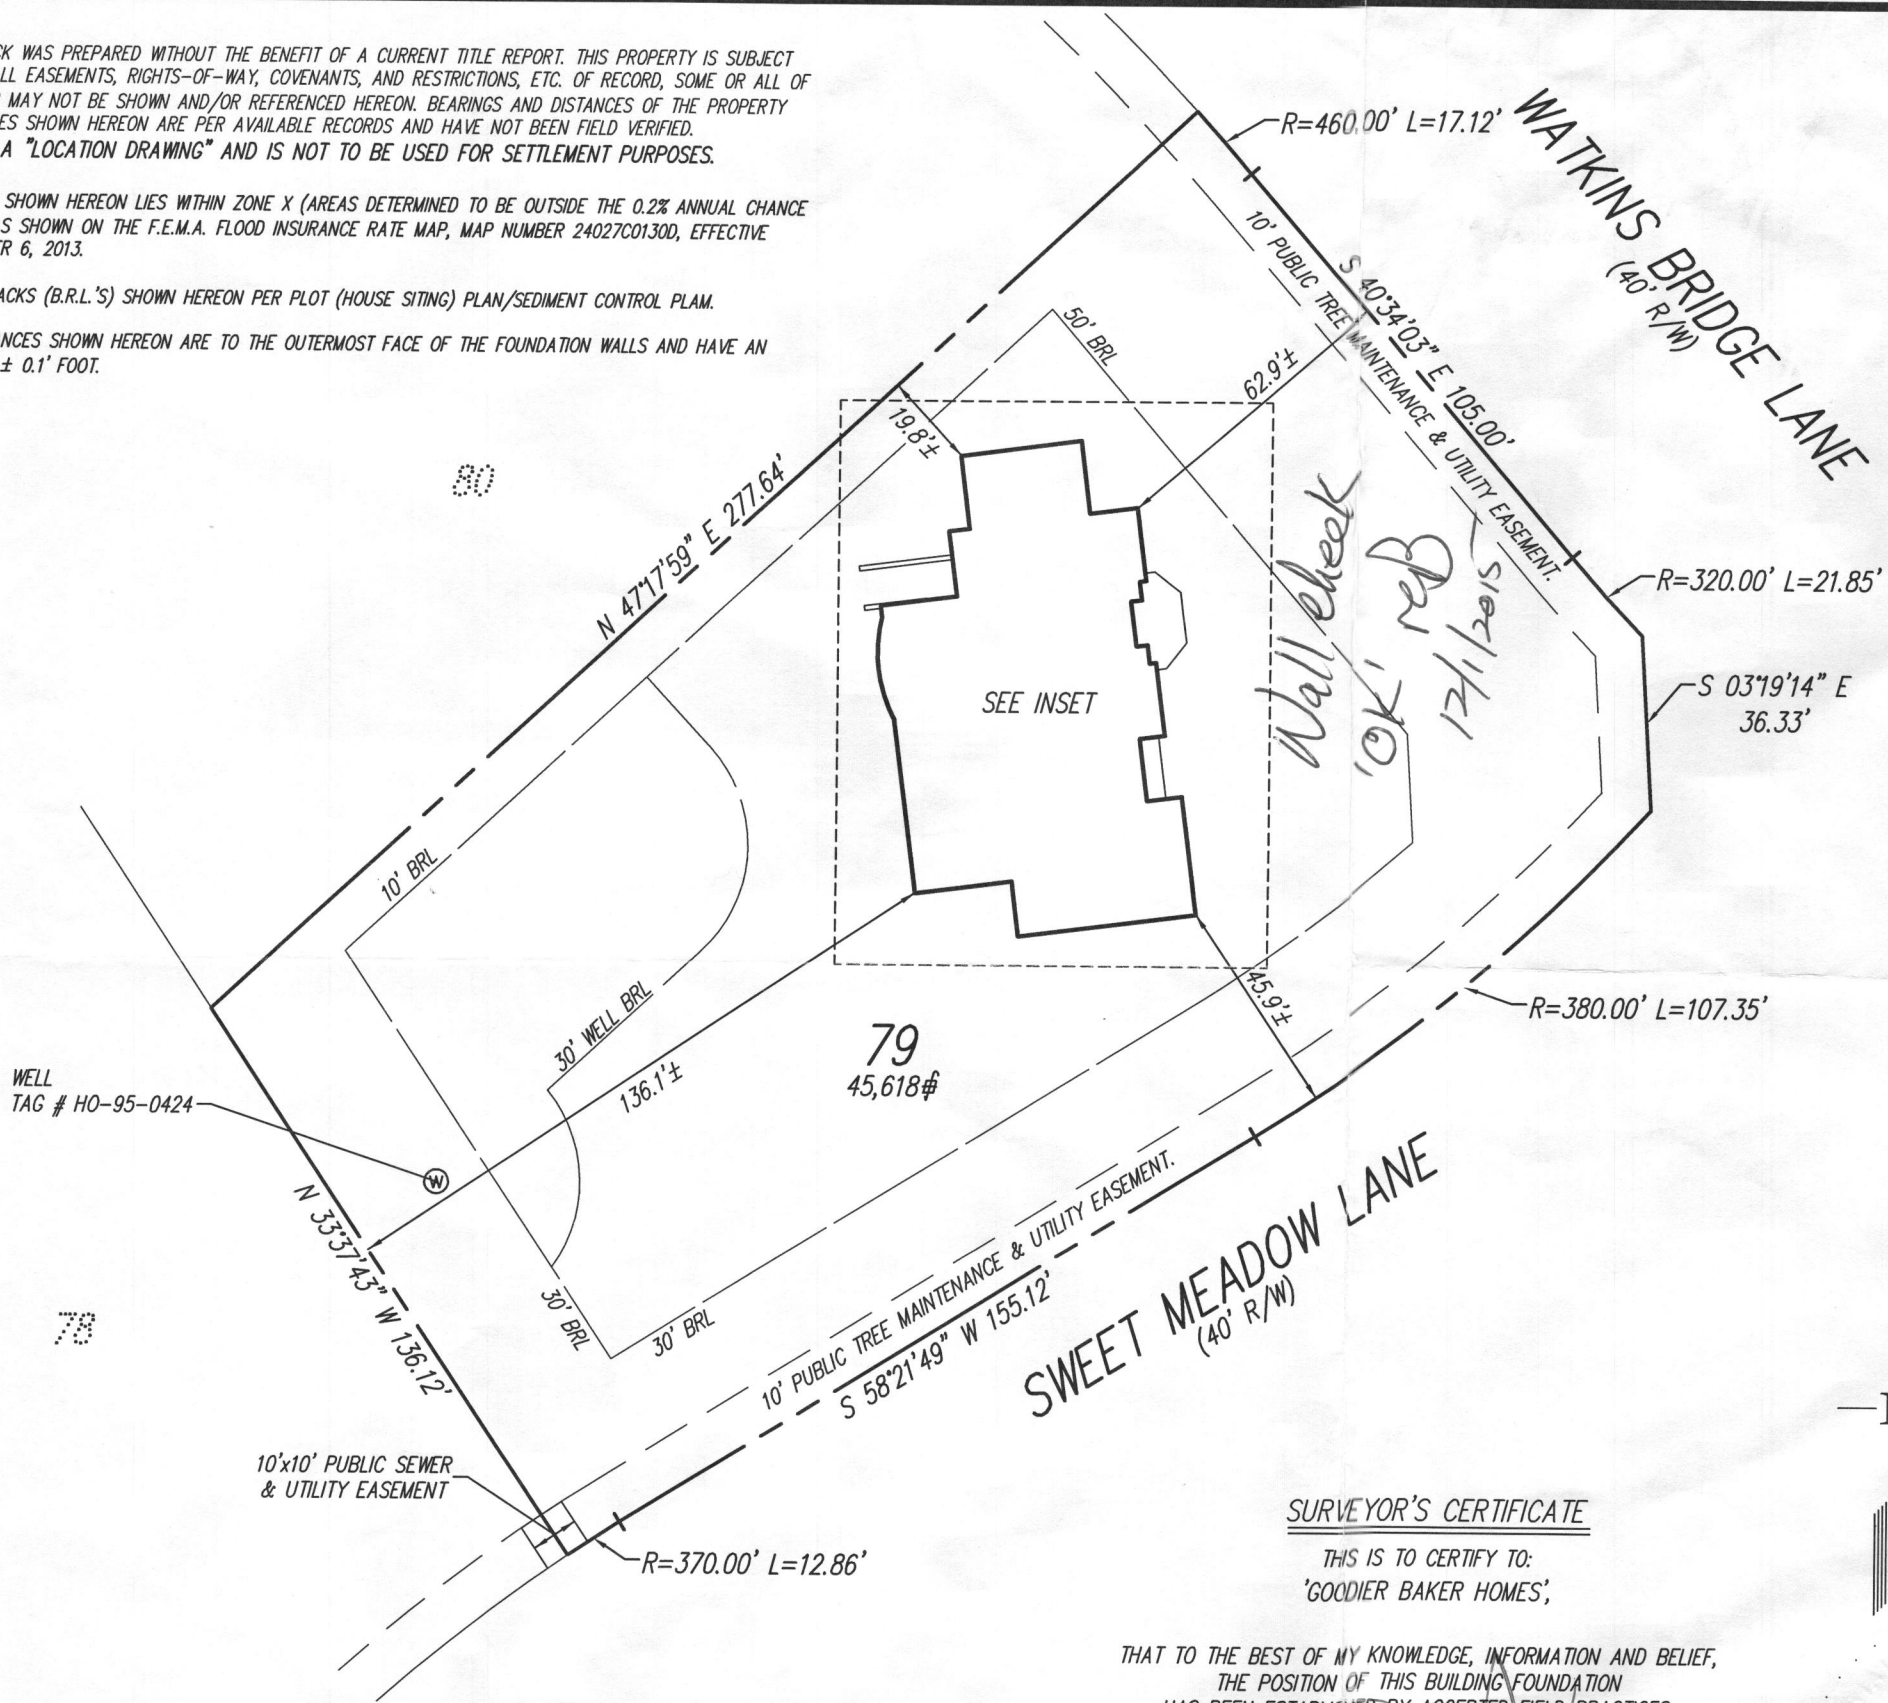 CK WAS PREPARED WITHOUT THE BENEFIT OF A CURRENT TITLE REPORT. THIS PROPERTY IS SUBJECT
LL EASEMENTS, RIGHTS-OF-WAY, COVENANTS, AND RESTRICTIONS, ETC. OF RECORD, SOME OR ALL OF
MAY NOT BE SHOWN AND/OR REFERENCED HEREON. BEARINGS AND DISTANCES OF THE PROPERTY
ES SHOWN HEREON ARE PER AVAILABLE RECORDS AND HAVE NOT BEEN FIELD VERIFIED.
A "LOCATION DRAWING" AND IS NOT TO BE USED FOR SETTLEMENT PURPOSES.
SHOWN HEREON LIES WITHIN ZONE X (AREAS DETERMINED TO BE OUTSIDE THE 0.2% ANNUAL CHANCE
S SHOWN ON THE F.E.M.A. FLOOD INSURANCE RATE MAP, MAP NUMBER 24027C0130D, EFFECTIVE
R 6, 2013.
ACKS (B.R.L.'S) SHOWN HEREON PER PLOT (HOUSE SITING) PLAN/SEDIMENT CONTROL PLAM.
NCES SHOWN HEREON ARE TO THE OUTERMOST FACE OF THE FOUNDATION WALLS AND HAVE AN
± 0.1' FOOT.
R=460.00' L=17.12'
WATKINS BRIDGE LANE
(40' R/W)
10' PUBLIC TREE MAINTENANCE & UTILITY EASEMENT.
S 40°34'03" E 105.00'
50' BRL
62.9'±
19.8'±
80
N 47°17'59" E 277.64'
Wall check
'OK'
reB
12/1/2015
R=320.00' L=21.85'
S 03°19'14" E
36.33'
SEE INSET
10' BRL
30' WELL BRL
136.1'±
45.9'±
R=380.00' L=107.35'
79
45,618 sf
WELL
TAG # HO-95-0424
W
N 33°37'43" W 136.12'
78
30' BRL
30' BRL
10' PUBLIC TREE MAINTENANCE & UTILITY EASEMENT.
S 58°21'49" W 155.12'
SWEET MEADOW LANE
(40' R/W)
10'x10' PUBLIC SEWER
& UTILITY EASEMENT
R=370.00' L=12.86'
SURVEYOR'S CERTIFICATE
THIS IS TO CERTIFY TO:
'GOODIER BAKER HOMES',
THAT TO THE BEST OF MY KNOWLEDGE, INFORMATION AND BELIEF,
THE POSITION OF THIS BUILDING FOUNDATION
HAS BEEN ESTABLISHED BY ACCEPTED FIELD PRACTICES